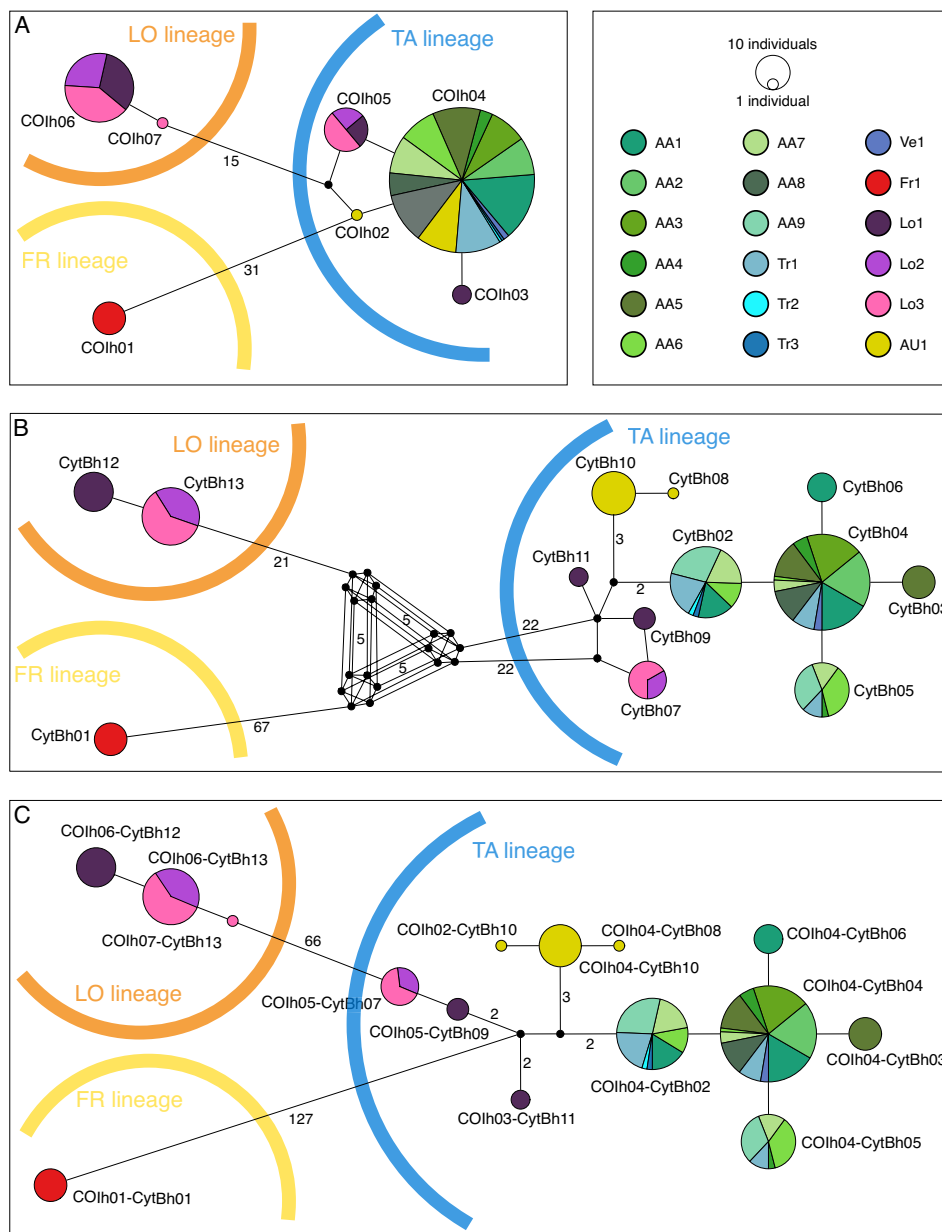 A
LO lineage
TA lineage
COIh06
COIh07
COIh05
COIh04
15
COIh02
FR lineage
31
COIh03
COIh01
10 individuals
1 individual
AA1
AA7
Ve1
AA2
AA8
Fr1
AA3
AA9
Lo1
AA4
Tr1
Lo2
AA5
Tr2
Lo3
AA6
Tr3
AU1
B
LO lineage
TA lineage
CytBh12
CytBh13
CytBh10
CytBh08
CytBh06
CytBh02
CytBh04
3
CytBh11
21
2
CytBh03
5
22
CytBh09
5
5
22
FR lineage
CytBh07
CytBh05
67
CytBh01
C
COIh06-CytBh12
TA lineage
COIh06-CytBh13
COIh07-CytBh13
COIh02-CytBh10
COIh04-CytBh08
COIh04-CytBh06
66
COIh04-CytBh10
COIh04-CytBh04
LO lineage
COIh05-CytBh07
3
2
COIh05-CytBh09
2
COIh04-CytBh03
2
COIh04-CytBh02
FR lineage
127
COIh03-CytBh11
COIh04-CytBh05
COIh01-CytBh01